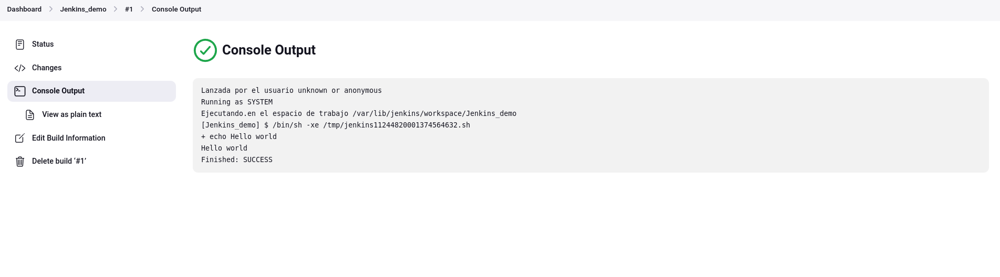 Dashboard > Jenkins_demo > #1 > Console Output
Status
Changes
Console Output
View as plain text
Edit Build Information
Delete build ‘#1’
Console Output
Lanzada por el usuario unknown or anonymous
Running as SYSTEM
Ejecutando.en el espacio de trabajo /var/lib/jenkins/workspace/Jenkins_demo
[Jenkins_demo] $ /bin/sh -xe /tmp/jenkins11244820001374564632.sh
+ echo Hello world
Hello world
Finished: SUCCESS